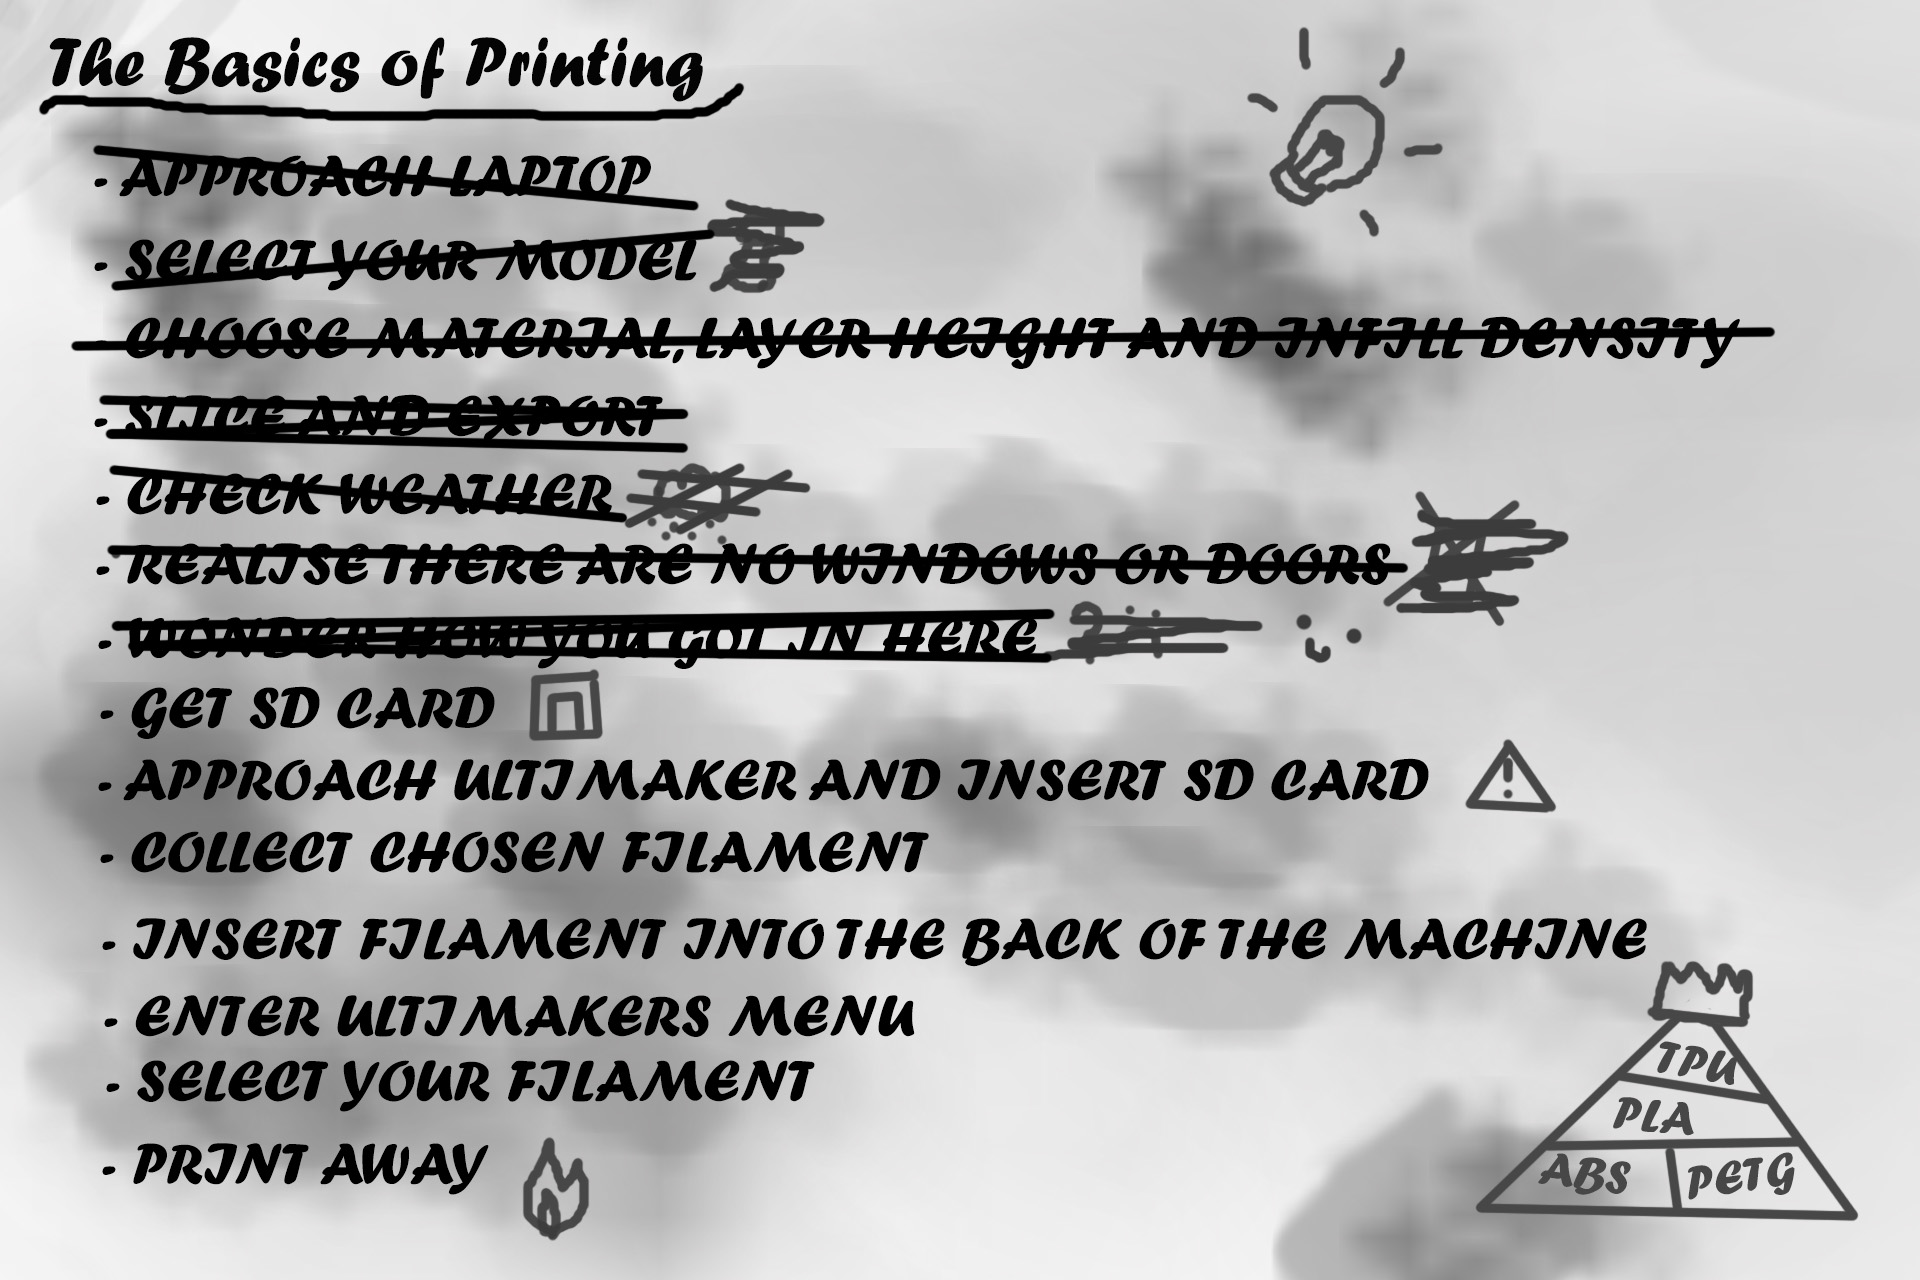 The Basics of Printing
- APPROACH LAPTOP
- SELECT YOUR MODEL
- CHOOSE MATERIAL, LAYER HEIGHT AND INFILL DENSITY
- SLICE AND EXPORT
- CHECK WEATHER
- REALISE THERE ARE NO WINDOWS OR DOORS
- WONDER HOW YOU GOT IN HERE
- GET SD CARD
- APPROACH ULTIMAKER AND INSERT SD CARD
- COLLECT CHOSEN FILAMENT
- INSERT FILAMENT INTO THE BACK OF THE MACHINE
- ENTER ULTIMAKERS MENU
- SELECT YOUR FILAMENT
- PRINT AWAY
TPU
PLA
ABS PETG